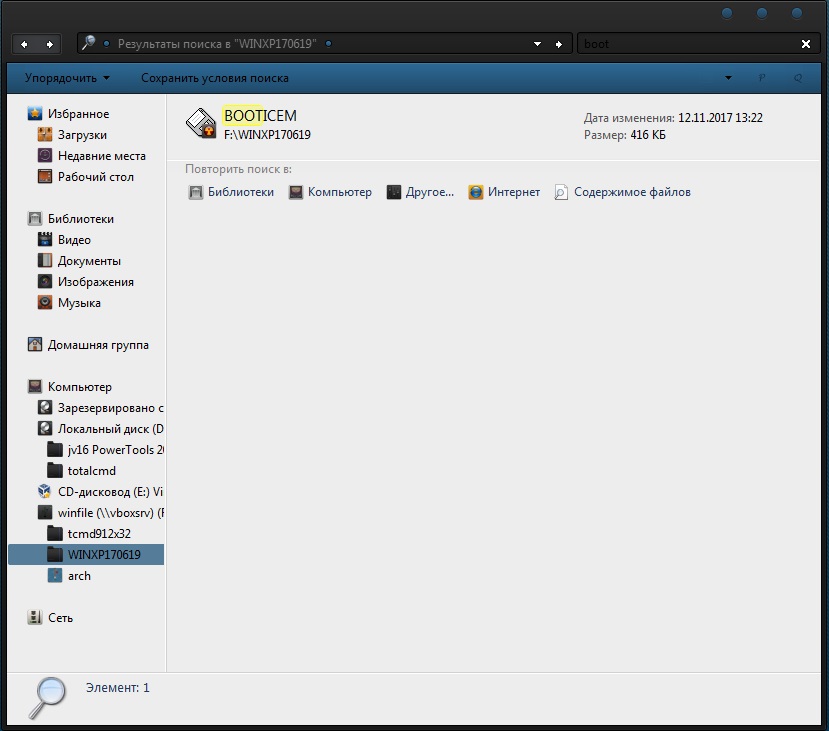 Результаты поиска в "WINXP170619"
boot
Упорядочить
Сохранить условия поиска
Избранное
Загрузки
Недавние места
Рабочий стол
Библиотеки
Видео
Документы
Изображения
Музыка
Домашняя группа
Компьютер
Зарезервировано с
Локальный диск (D
jv16 PowerTools 20
totalcmd
CD-дисковод (E:) Vi
winfile (\\vboxsrv) (F
tcmd912x32
WINXP170619
arch
Сеть
BOOTICEM
F:\WINXP170619
Дата изменения: 12.11.2017 13:22
Размер: 416 КБ
Повторить поиск в:
Библиотеки Компьютер Другое... Интернет Содержимое файлов
Элемент: 1